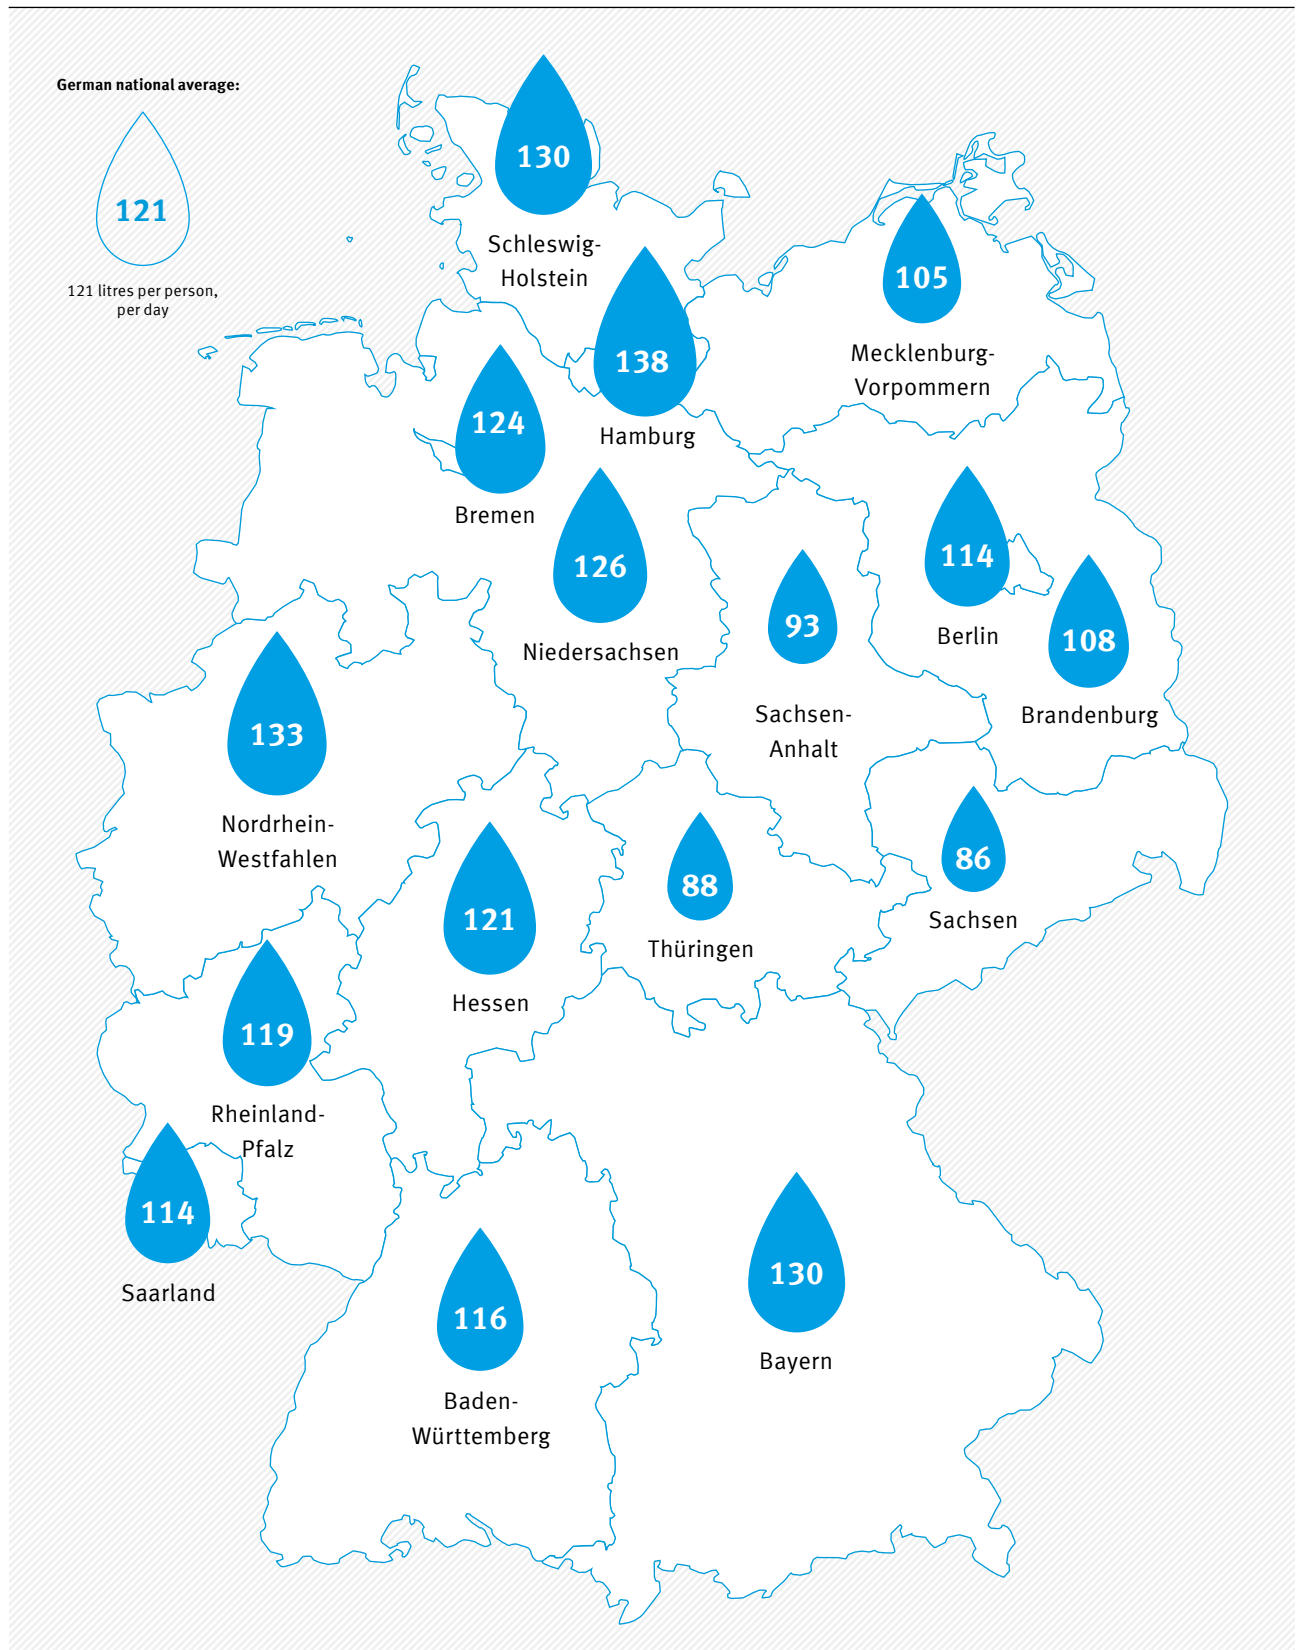 German national average:
121
121 litres per person,
per day
130
Schleswig-
Holstein
105
Mecklenburg-
Vorpommern
138
Hamburg
124
Bremen
126
Niedersachsen
114
Berlin
93
Sachsen-
Anhalt
108
Brandenburg
133
Nordrhein-
Westfahlen
121
Hessen
88
Thüringen
86
Sachsen
119
Rheinland-
Pfalz
114
Saarland
116
Baden-
Württemberg
130
Bayern